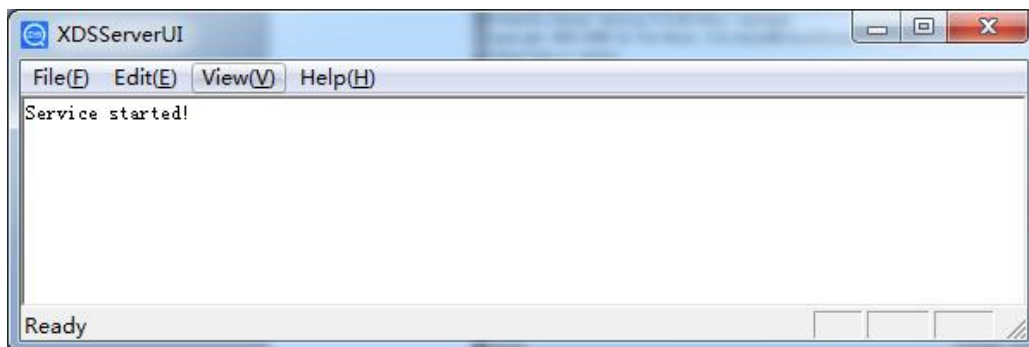 XDSServerUI
File(F) Edit(E) View(V) Help(H)
Service started!
Ready